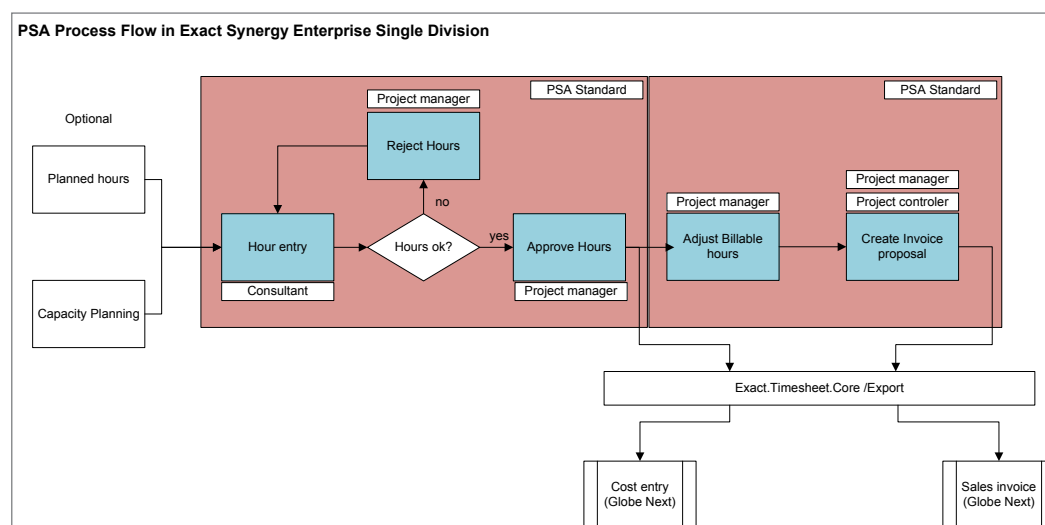 PSA Process Flow in Exact Synergy Enterprise Single Division
PSA Standard
PSA Standard
Project manager
Optional
Reject Hours
Planned hours
Project manager
Project manager
Project controler
no
yes
Hour entry
Hours ok?
Approve Hours
Adjust Billable
hours
Create Invoice
proposal
Consultant
Project manager
Capacity Planning
Exact.Timesheet.Core /Export
Cost entry
(Globe Next)
Sales invoice
(Globe Next)